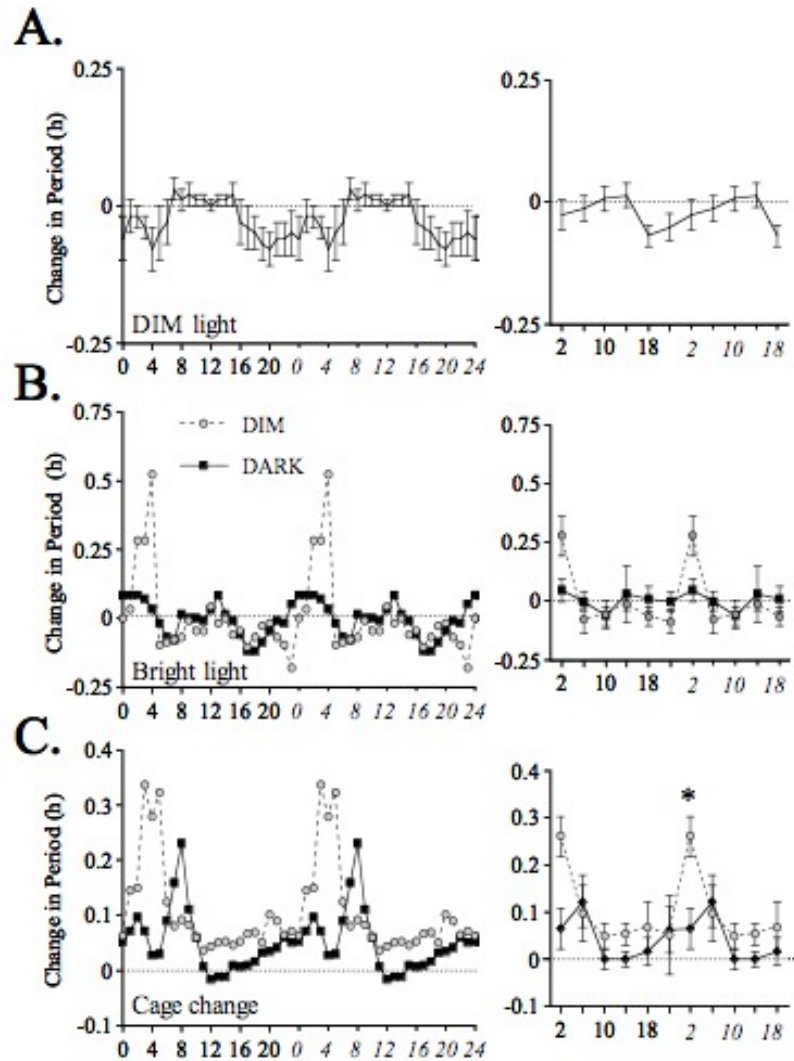 A.
Change in Period (h)
0.25
0
-0.25
DIM light
0 4 8 12 16 20 0 4 8 12 16 20 24
0.25
0
-0.25
2 10 18 2 10 18
B.
Change in Period (h)
0.75
0.5
0.25
0
-0.25
DIM
DARK
Bright light
0 4 8 12 16 20 0 4 8 12 16 20 24
0.75
0.5
0.25
0
-0.25
2 10 18 2 10 18
C.
Change in Period (h)
0.4
0.3
0.2
0.1
0
-0.1
Cage change
0 4 8 12 16 20 0 4 8 12 16 20 24
0.4
0.3
0.2
0.1
0
-0.1
*
2 10 18 2 10 18